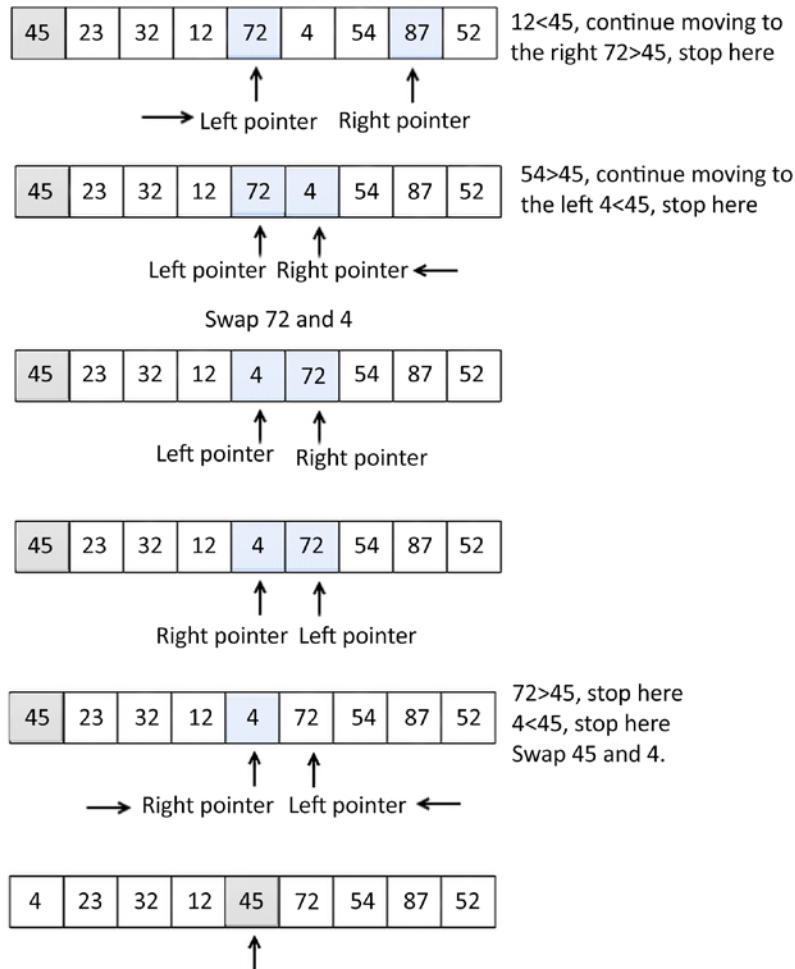 45 23 32 12 72 4 54 87 52
12<45, continue moving to
the right 72>45, stop here
Left pointer Right pointer
45 23 32 12 72 4 54 87 52
54>45, continue moving to
the left 4<45, stop here
Left pointer Right pointer
Swap 72 and 4
45 23 32 12 4 72 54 87 52
Left pointer Right pointer
45 23 32 12 4 72 54 87 52
Right pointer Left pointer
45 23 32 12 4 72 54 87 52
72>45, stop here
4<45, stop here
Swap 45 and 4.
Right pointer Left pointer
4 23 32 12 45 72 54 87 52